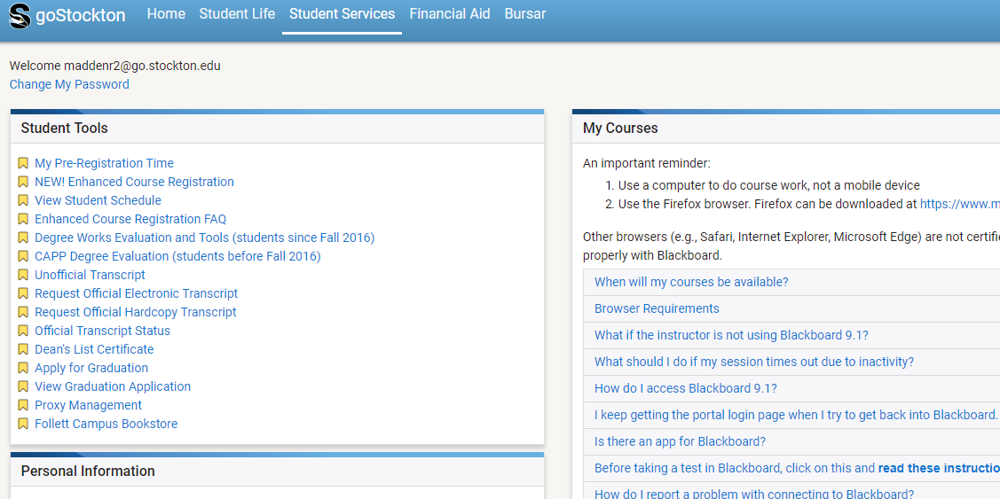 goStockton Home Student Life Student Services Financial Aid Bursar
Welcome maddenr2@go.stockton.edu
Change My Password
Student Tools
My Pre-Registration Time
NEW! Enhanced Course Registration
View Student Schedule
Enhanced Course Registration FAQ
Degree Works Evaluation and Tools (students since Fall 2016)
CAPP Degree Evaluation (students before Fall 2016)
Unofficial Transcript
Request Official Electronic Transcript
Request Official Hardcopy Transcript
Official Transcript Status
Dean's List Certificate
Apply for Graduation
View Graduation Application
Proxy Management
Follett Campus Bookstore
Personal Information
My Courses
An important reminder:
1. Use a computer to do course work, not a mobile device
2. Use the Firefox browser. Firefox can be downloaded at https://www.m
Other browsers (e.g., Safari, Internet Explorer, Microsoft Edge) are not certifie
properly with Blackboard.
When will my courses be available?
Browser Requirements
What if the instructor is not using Blackboard 9.1?
What should I do if my session times out due to inactivity?
How do I access Blackboard 9.1?
I keep getting the portal login page when I try to get back into Blackboard.
Is there an app for Blackboard?
Before taking a test in Blackboard, click on this and read these instructio
How do I report a problem with connecting to Blackboard?